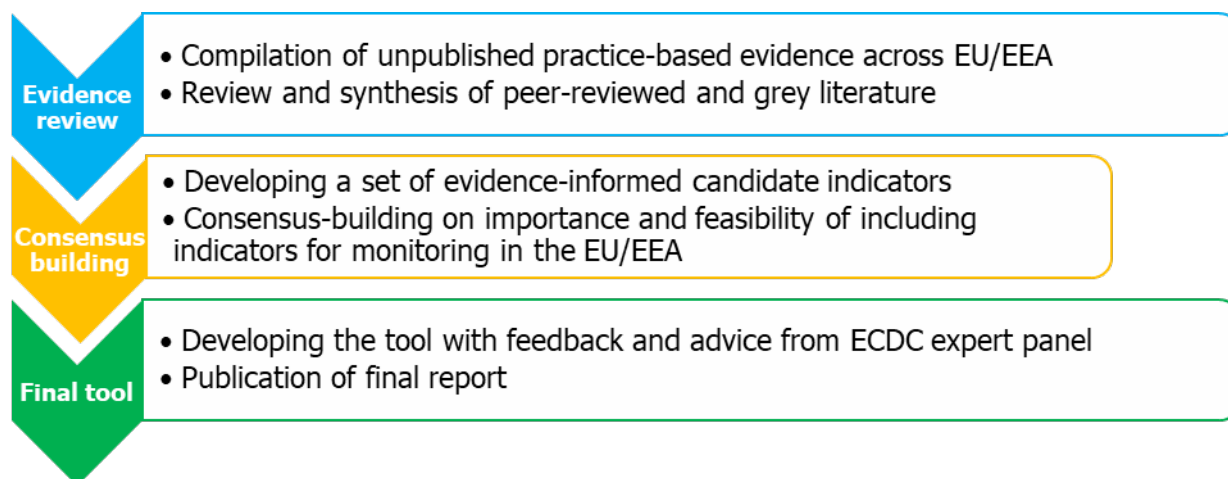 Evidence
review
• Compilation of unpublished practice-based evidence across EU/EEA
• Review and synthesis of peer-reviewed and grey literature
Consensus
building
• Developing a set of evidence-informed candidate indicators
• Consensus-building on importance and feasibility of including
indicators for monitoring in the EU/EEA
Final tool
• Developing the tool with feedback and advice from ECDC expert panel
• Publication of final report